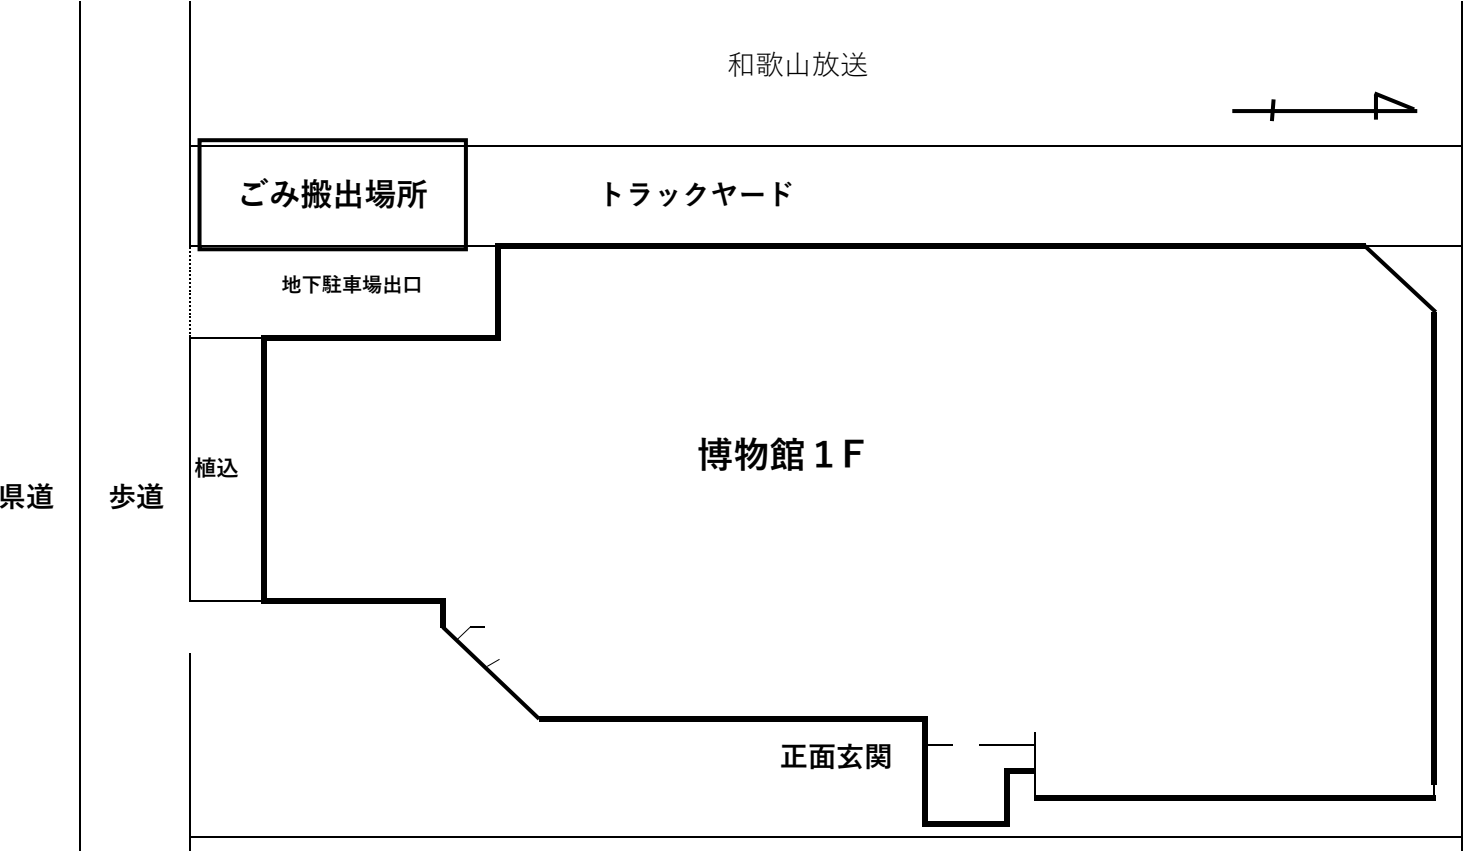 和歌山放送
ごみ搬出場所
トラックヤード
地下駐車場出口
博物館１F
植込
県道
歩道
正面玄関